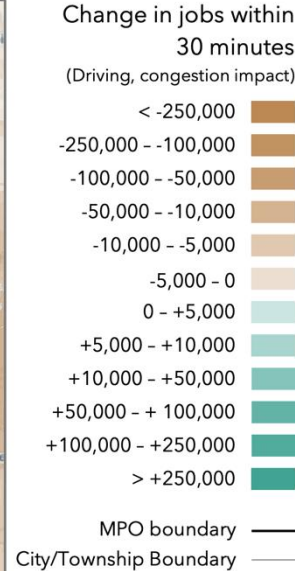 Change in jobs within
30 minutes
(Driving, congestion impact)
< -250,000
-250,000 – -100,000
-100,000 – -50,000
-50,000 – -10,000
-10,000 – -5,000
-5,000 – 0
0 – +5,000
+5,000 – +10,000
+10,000 – +50,000
+50,000 – + 100,000
+100,000 – +250,000
> +250,000
MPO boundary
City/Township Boundary